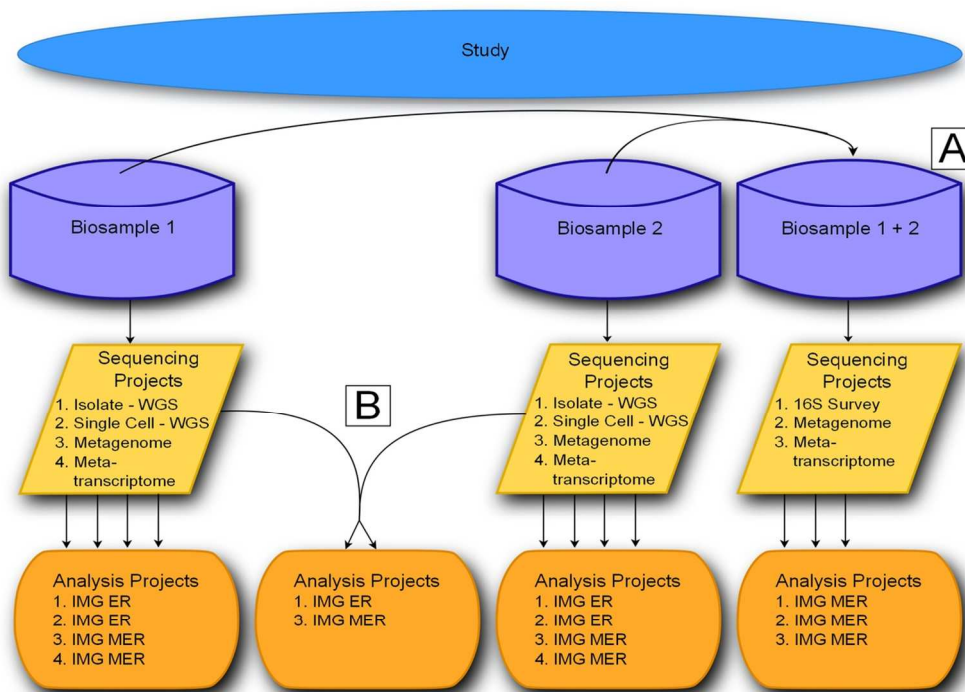 Study
A
Biosample 1
Biosample 2
Biosample 1 + 2
Sequencing
Projects
1. Isolate - WGS
2. Single Cell - WGS
3. Metagenome
4. Meta-
transcriptome
B
Sequencing
Projects
1. Isolate - WGS
2. Single Cell - WGS
3. Metagenome
4. Meta-
transcriptome
Sequencing
Projects
1. 16S Survey
2. Metagenome
3. Meta-
transcriptome
Analysis Projects
1. IMG ER
2. IMG ER
3. IMG MER
4. IMG MER
Analysis Projects
1. IMG ER
3. IMG MER
Analysis Projects
1. IMG ER
2. IMG ER
3. IMG MER
4. IMG MER
Analysis Projects
1. IMG MER
2. IMG MER
3. IMG MER